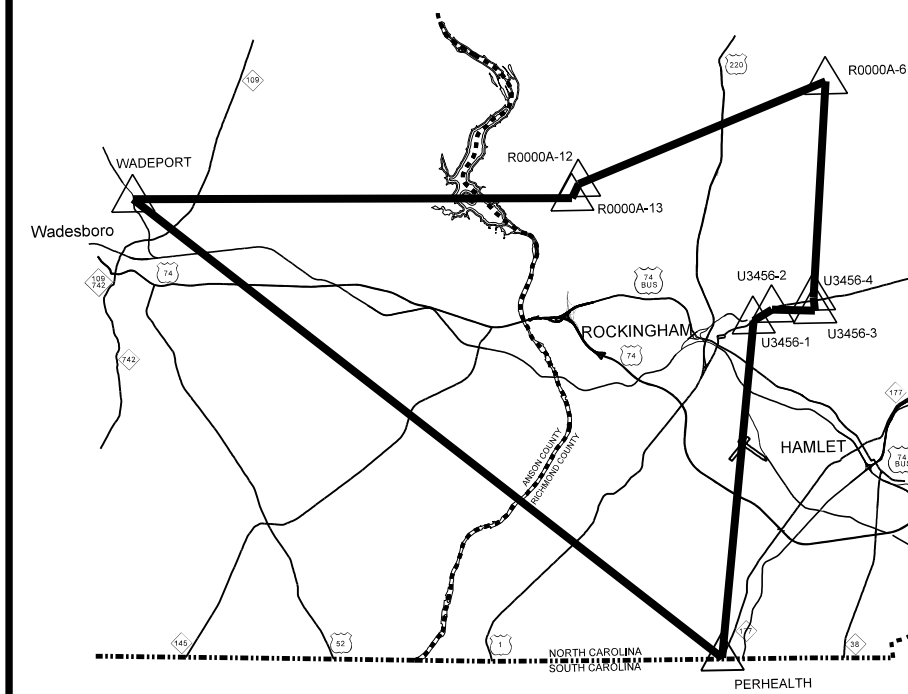 220
R0000A-6
109
R0000A-12
WADEPORT
R0000A-13
Wadesboro
74
109
742
U3456-2
U3456-4
74
BUS
ROCKINGHAM
U3456-3
U3456-1
74
742
177
HAMLET
74
BUS
ANSON COUNTY
RICHMOND COUNTY
177
145
52
1
38
NORTH CAROLINA
SOUTH CAROLINA
PERHEALTH